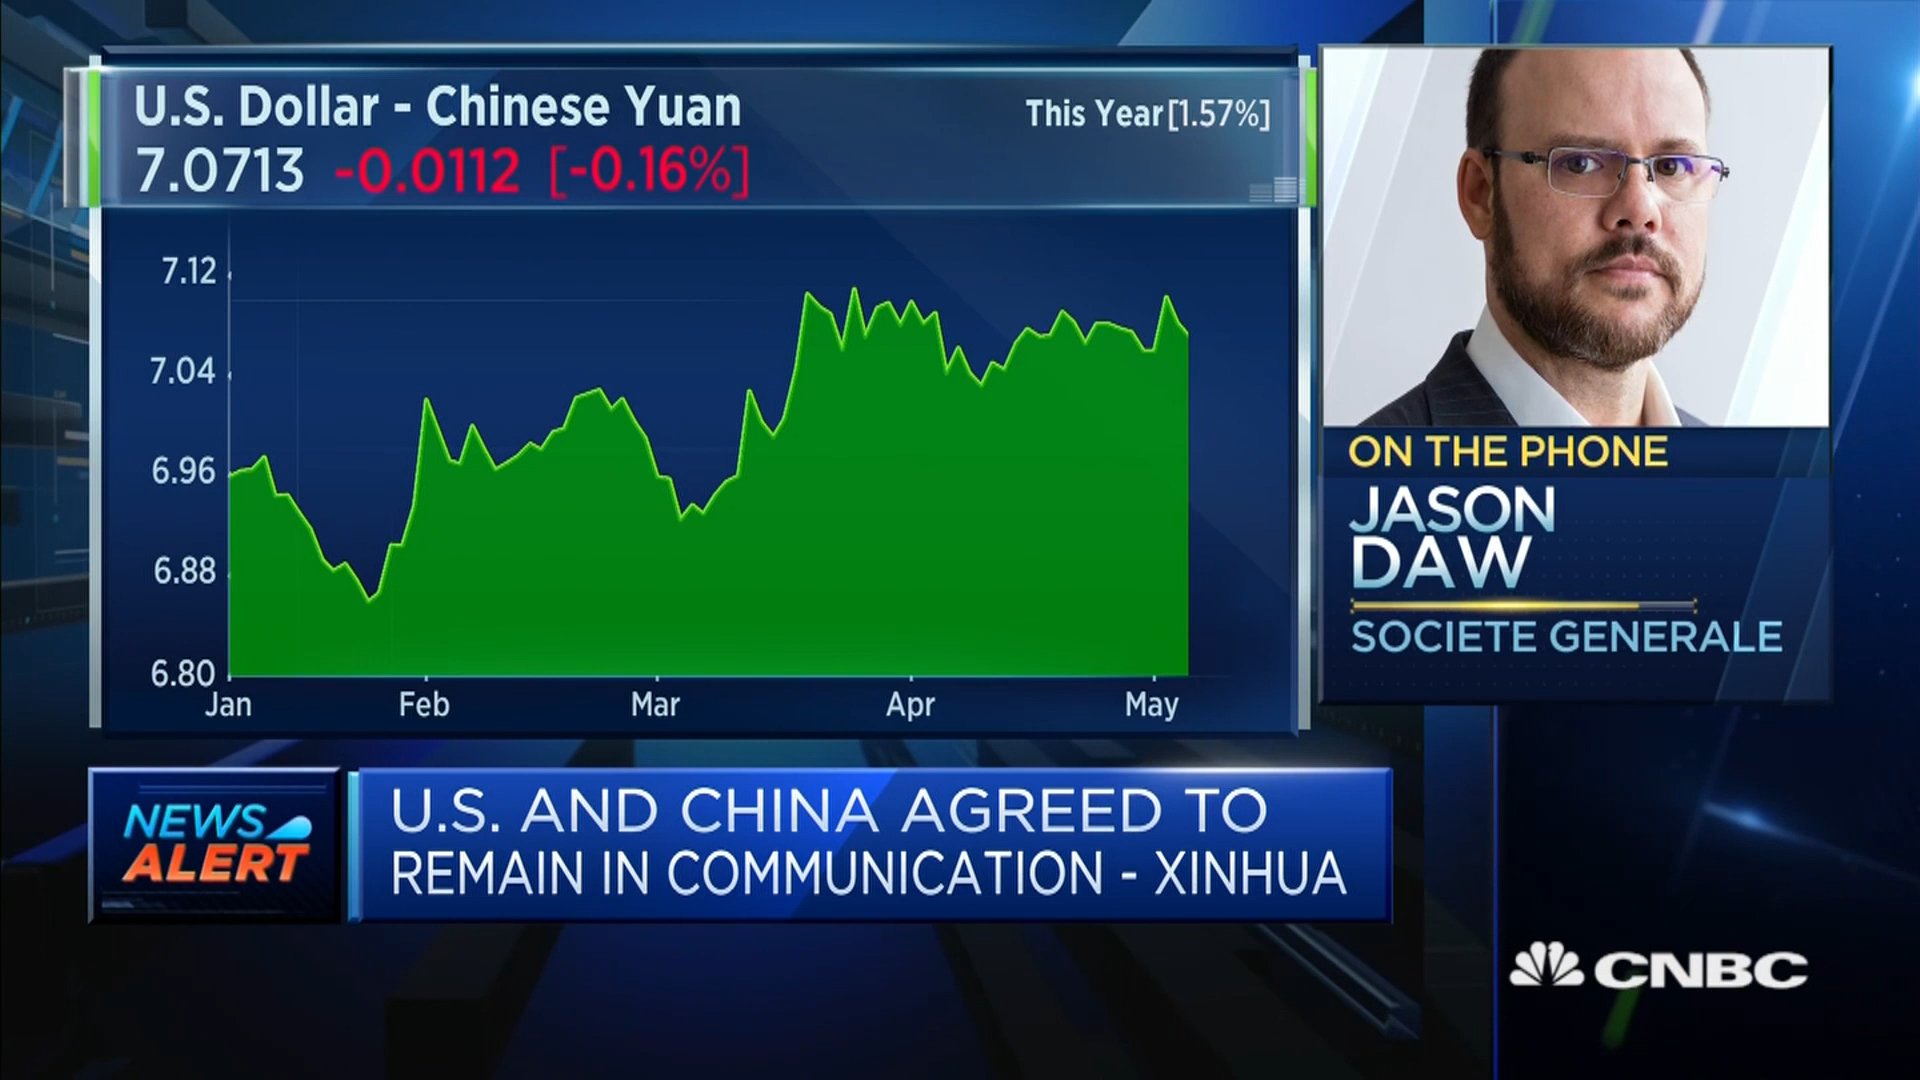 U.S. Dollar - Chinese Yuan
This Year[1.57%]
7.0713 -0.0112 [-0.16%]
7.12
7.04
6.96
6.88
6.80
Jan Feb Mar Apr May
ON THE PHONE
JASON
DAW
SOCIETE GENERALE
NEWS
ALERT
U.S. AND CHINA AGREED TO
REMAIN IN COMMUNICATION - XINHUA
CNBC